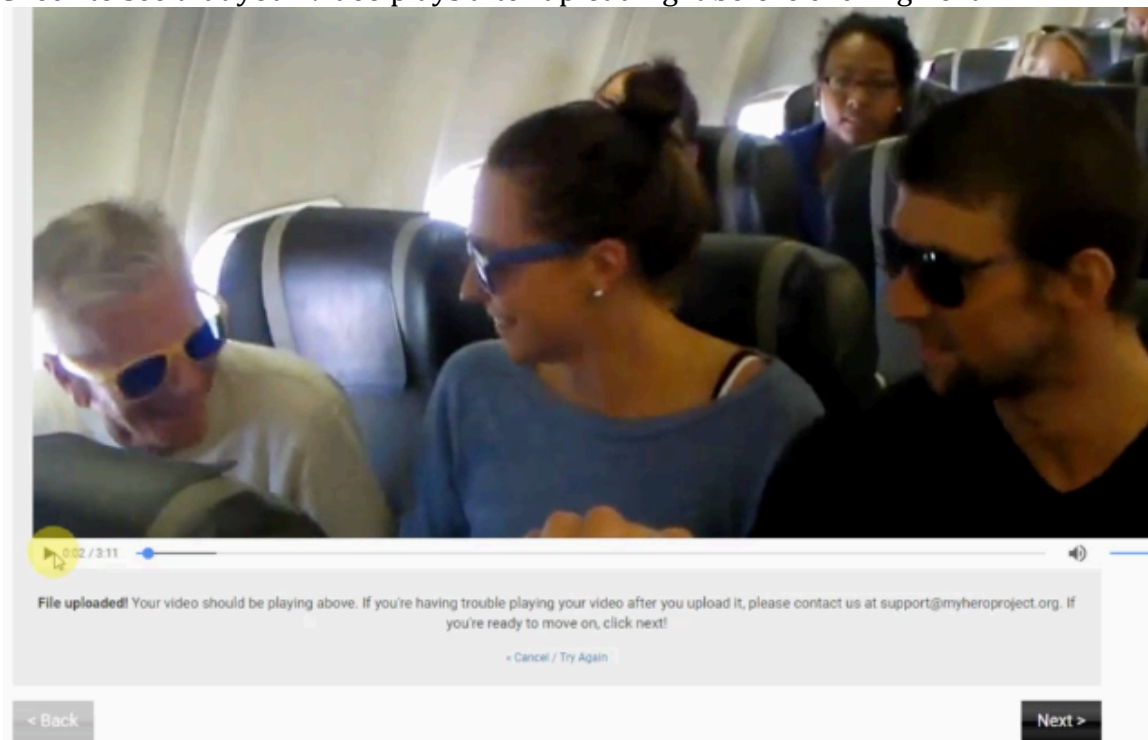 0:02 / 3:11
File uploaded! Your video should be playing above. If you're having trouble playing your video after you upload it, please contact us at support@myheroproject.org. If
you're ready to move on, click next!
« Cancel / Try Again
< Back
Next >